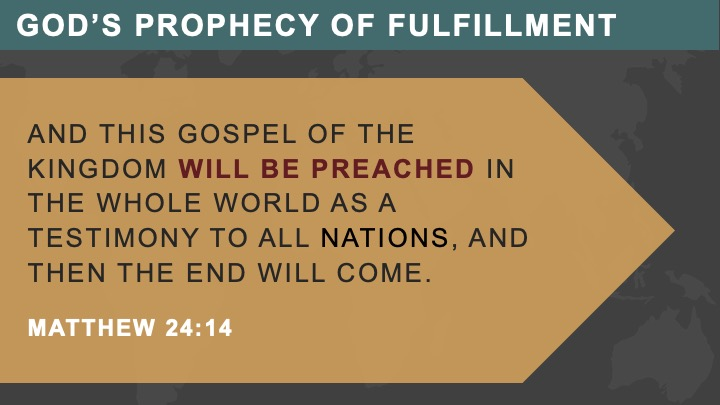 GOD’S PROPHECY OF FULFILLMENT
AND THIS GOSPEL OF THE
KINGDOM WILL BE PREACHED IN
THE WHOLE WORLD AS A
TESTIMONY TO ALL NATIONS, AND
THEN THE END WILL COME.
MATTHEW 24:14